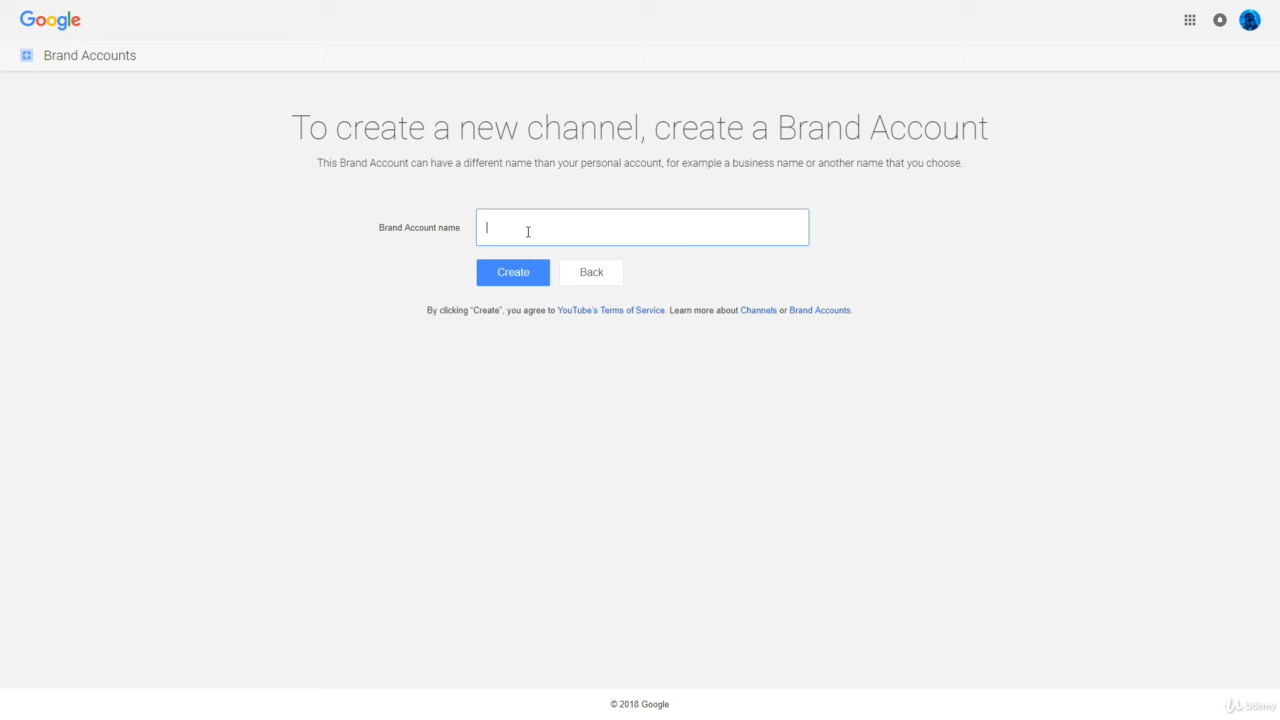 Google
Brand Accounts
To create a new channel, create a Brand Account
This Brand Account can have a different name than your personal account, for example a business name or another name that you choose.
Brand Account name
Create Back
By clicking “Create”, you agree to YouTube’s Terms of Service. Learn more about Channels or Brand Accounts.
© 2018 Google
Udemy